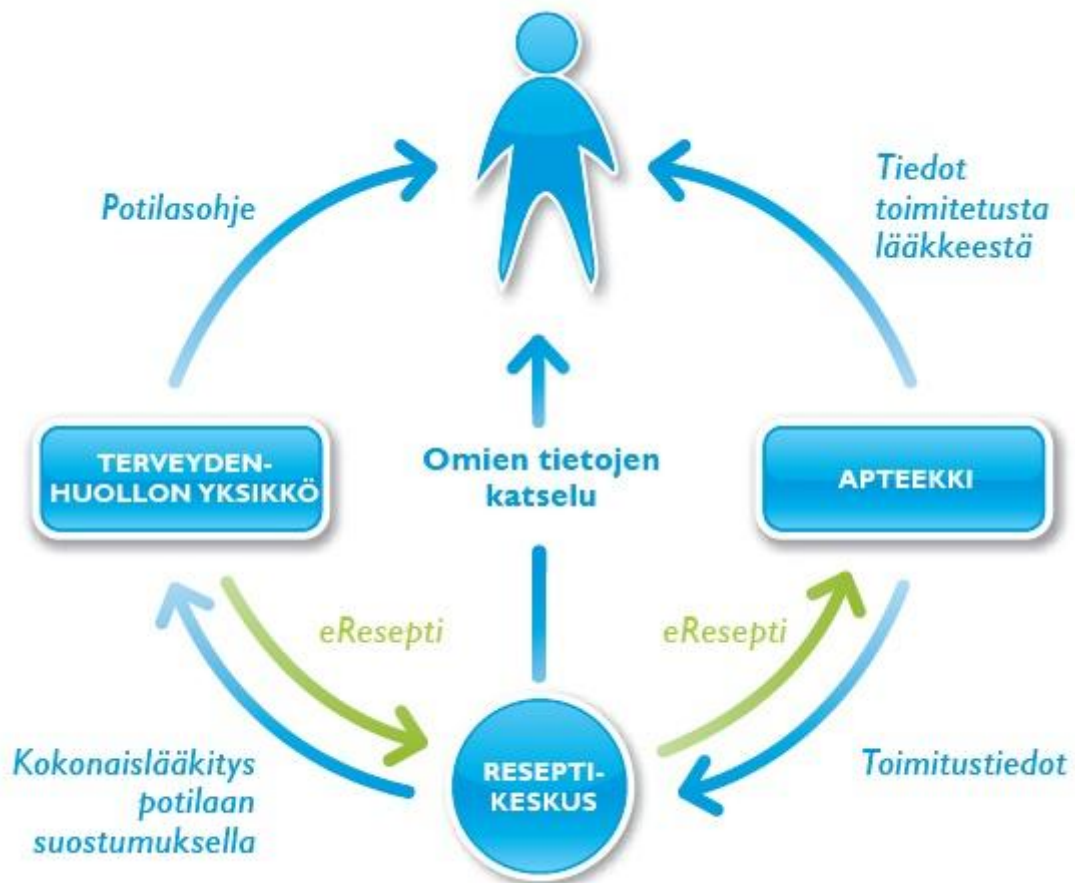 Potilasohje
Tiedot
toimitetusta
lääkkeestä
TERVEYDEN-
HUOLLON YKSIKKÖ
Omien tietojen
katselu
APTEEKKI
eResepti
eResepti
Kokonaislääkitys
potilaan
suostumuksella
RESEPTI-
KESKUS
Toimitustiedot